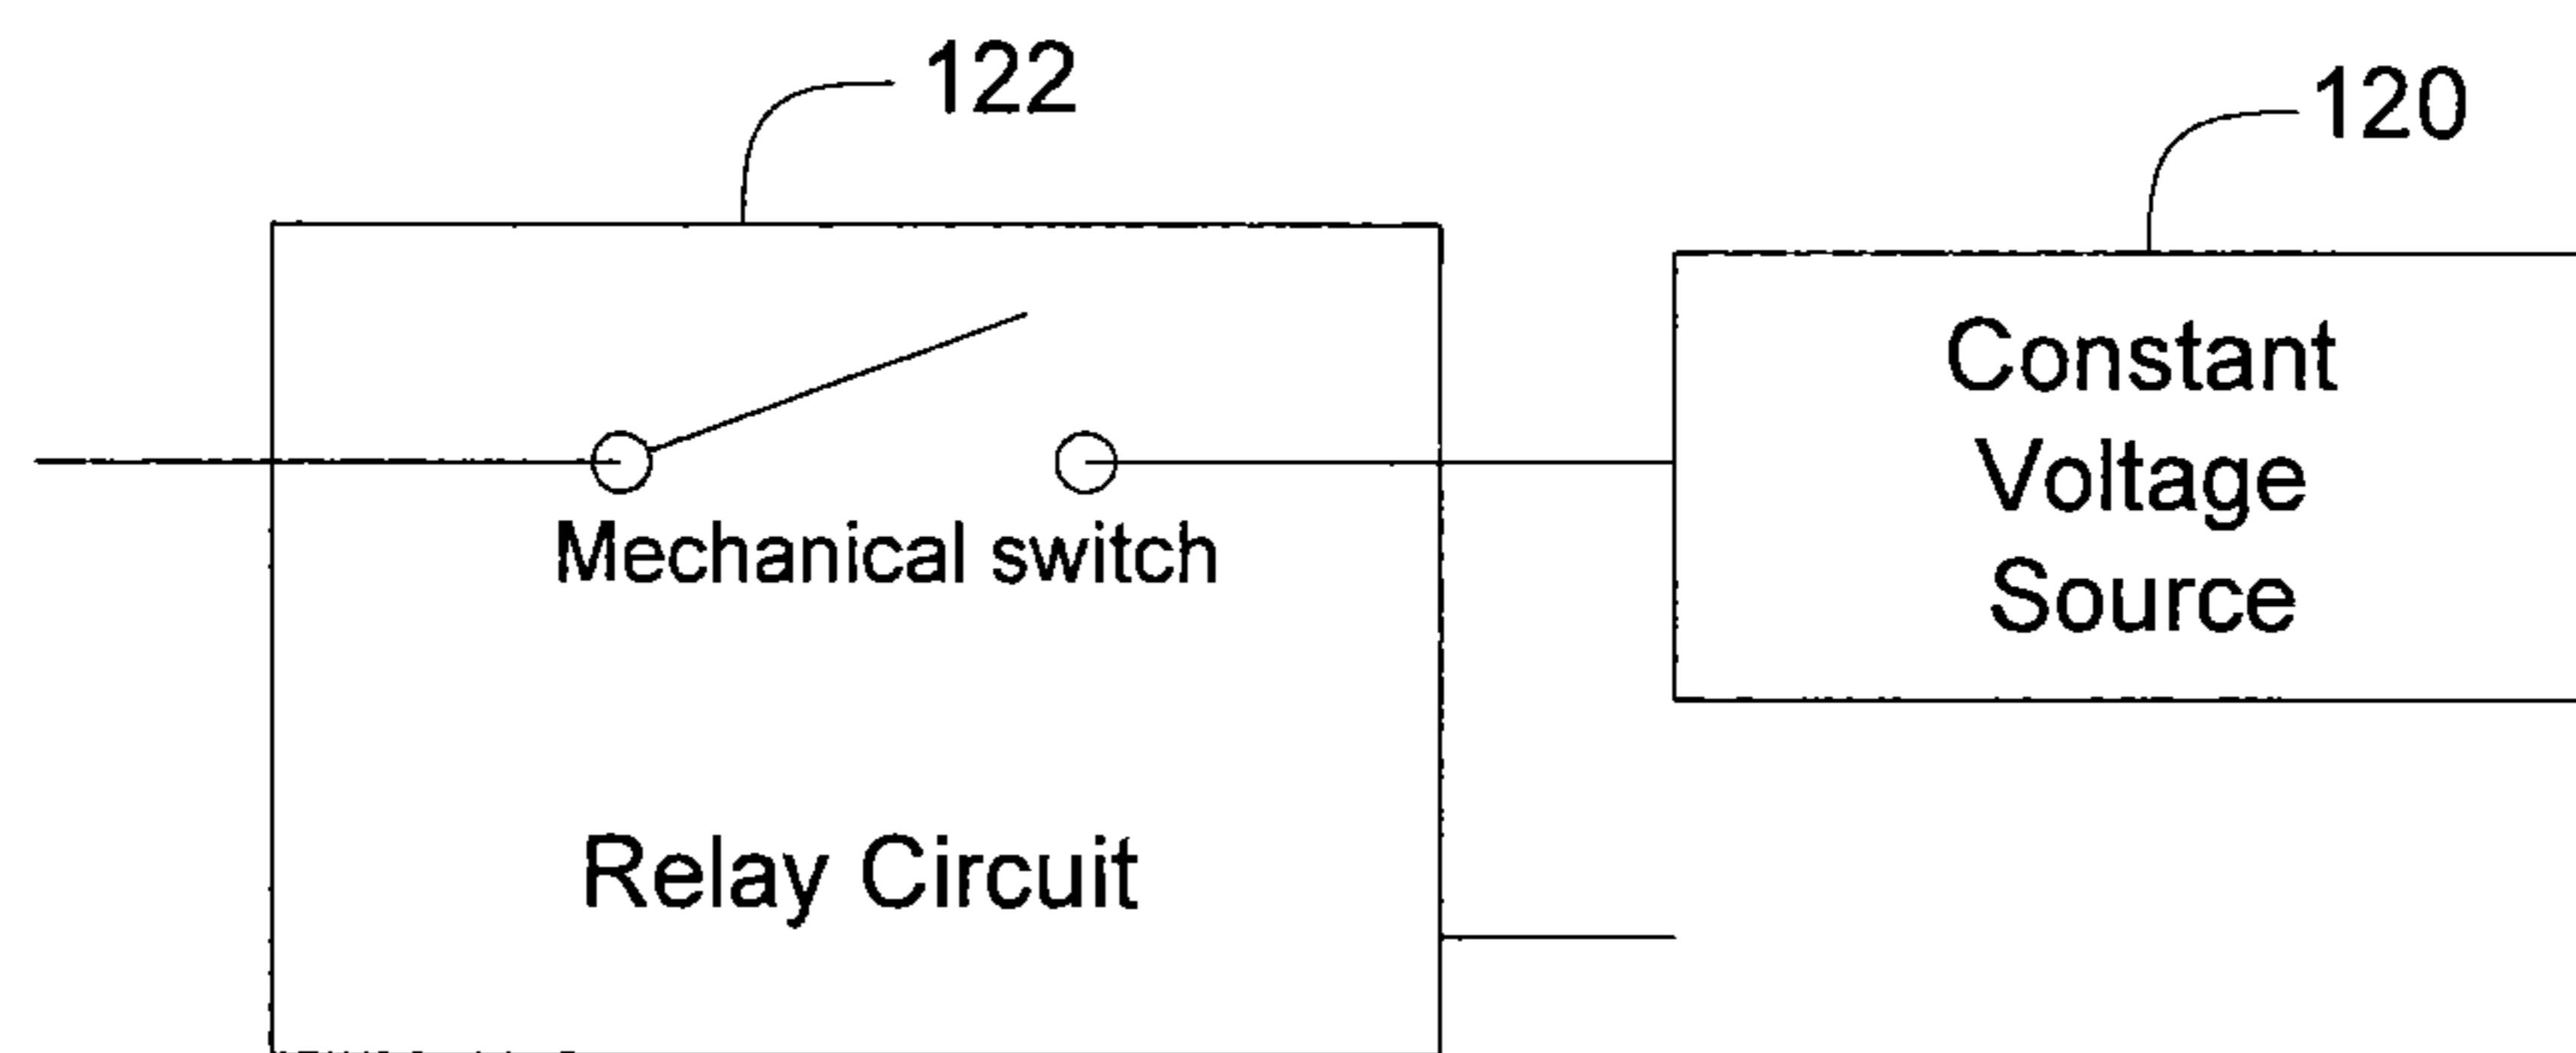 122
120
Constant
Voltage
Source
Mechanical switch
Relay Circuit